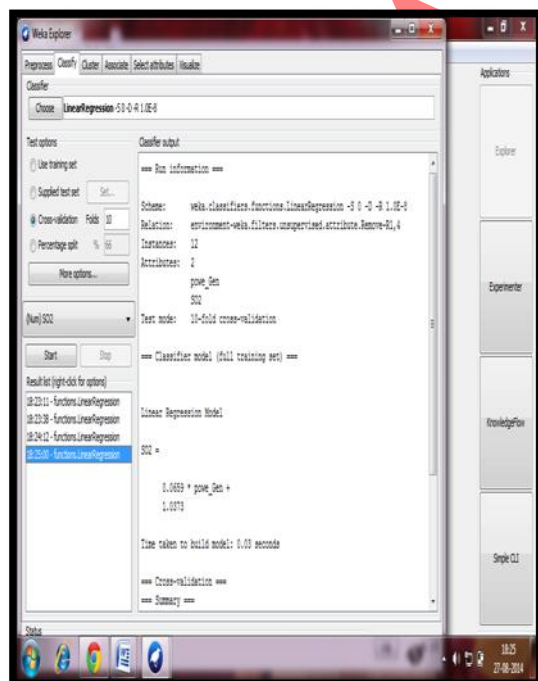 Weka Explorer
Preprocess Classify Cluster Associate Select attributes Visualize
Classifier
Choose LinearRegression -S 0 -D -R 1.0E-8
Test options
Use training set
Supplied test set Set...
Cross-validation Folds 10
Percentage split % 66
More options...
(Num) SO2
Start Stop
Result list (right-click for options)
18:23:11 - functions.LinearRegression
18:23:38 - functions.LinearRegression
18:24:12 - functions.LinearRegression
18:25:00 - functions.LinearRegression
Classifier output
=== Run information ===
Scheme: weka.classifiers.functions.LinearRegression -S 0 -D -R 1.0E-8
Relation: environment-weka.filters.unsupervised.attribute.Remove-R1,4
Instances: 12
Attributes: 2
powe_Gen
SO2
Test mode: 10-fold cross-validation
=== Classifier model (full training set) ===
Linear Regression Model
SO2 =
0.0659 * powe_Gen +
1.0373
Time taken to build model: 0.03 seconds
=== Cross-validation ===
=== Summary ===
Status
Applications
Explorer
Experimenter
KnowledgeFlow
Simple CLI
18:25
27-08-2014